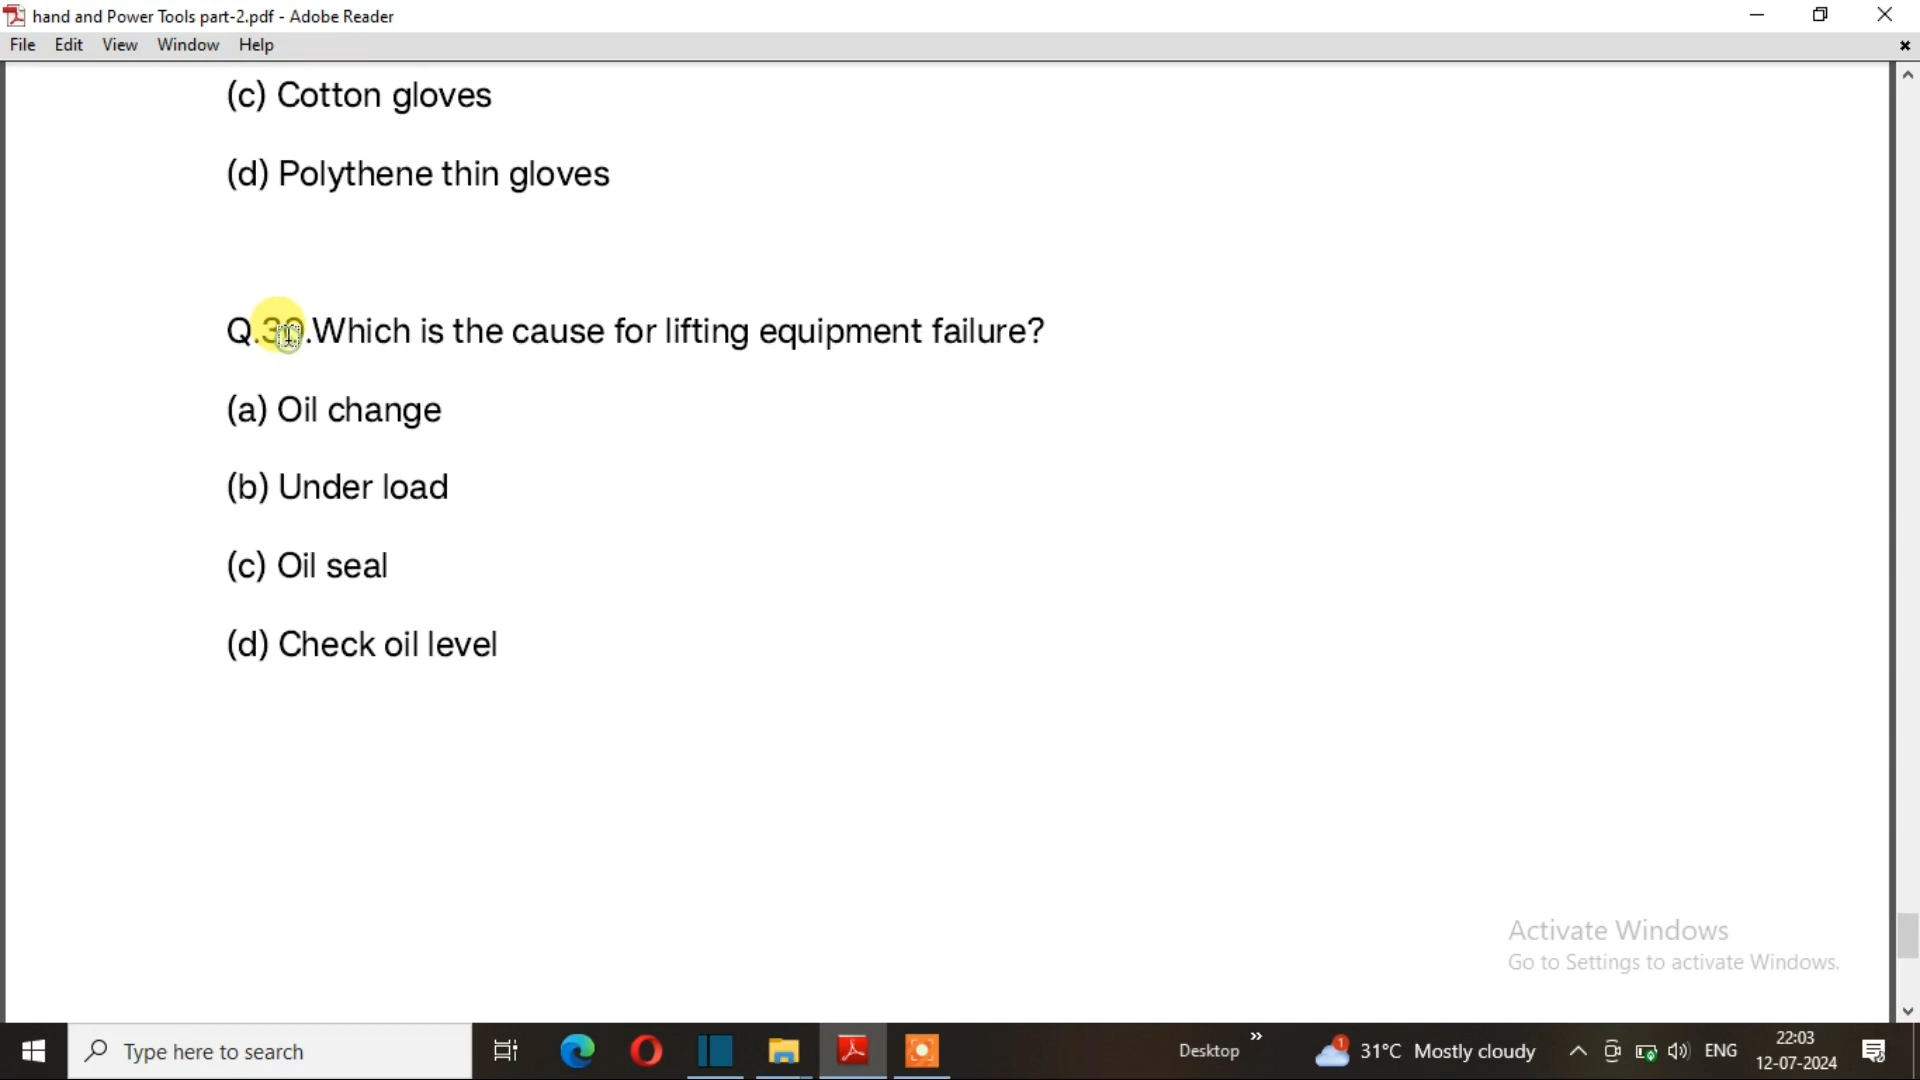 hand and Power Tools part-2.pdf - Adobe Reader
File Edit View Window Help
(c) Cotton gloves
(d) Polythene thin gloves
Q.30.Which is the cause for lifting equipment failure?
(a) Oil change
(b) Under load
(c) Oil seal
(d) Check oil level
Activate Windows
Go to Settings to activate Windows.
Type here to search
Desktop
1
31°C Mostly cloudy
ENG
22:03
12-07-2024